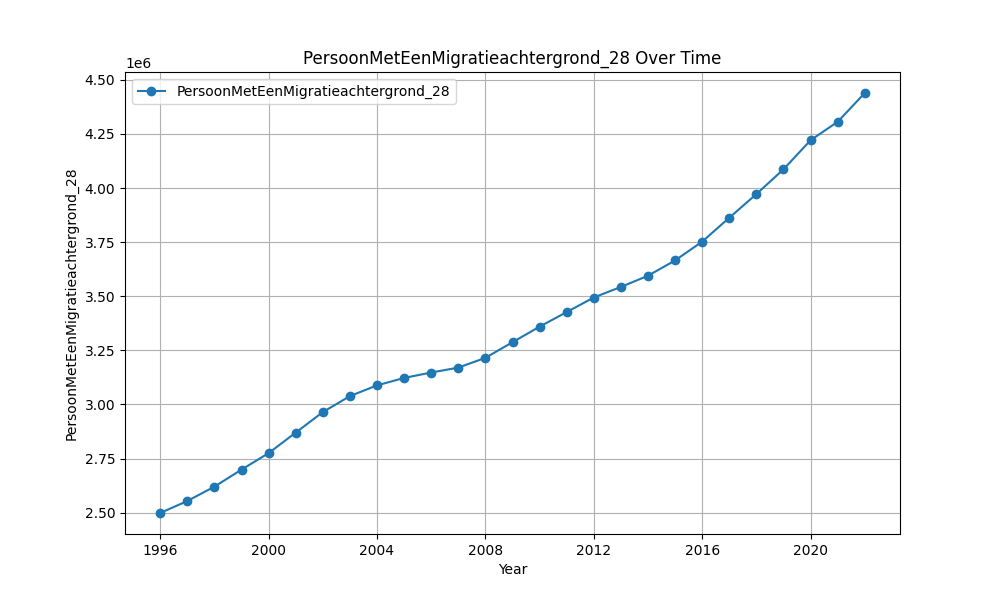 PersoonMetEenMigratieachtergrond_28 Over Time
1e6
PersoonMetEenMigratieachtergrond_28
4.50
4.25
4.00
3.75
3.50
3.25
3.00
2.75
2.50
PersoonMetEenMigratieachtergrond_28
1996 2000 2004 2008 2012 2016 2020
Year